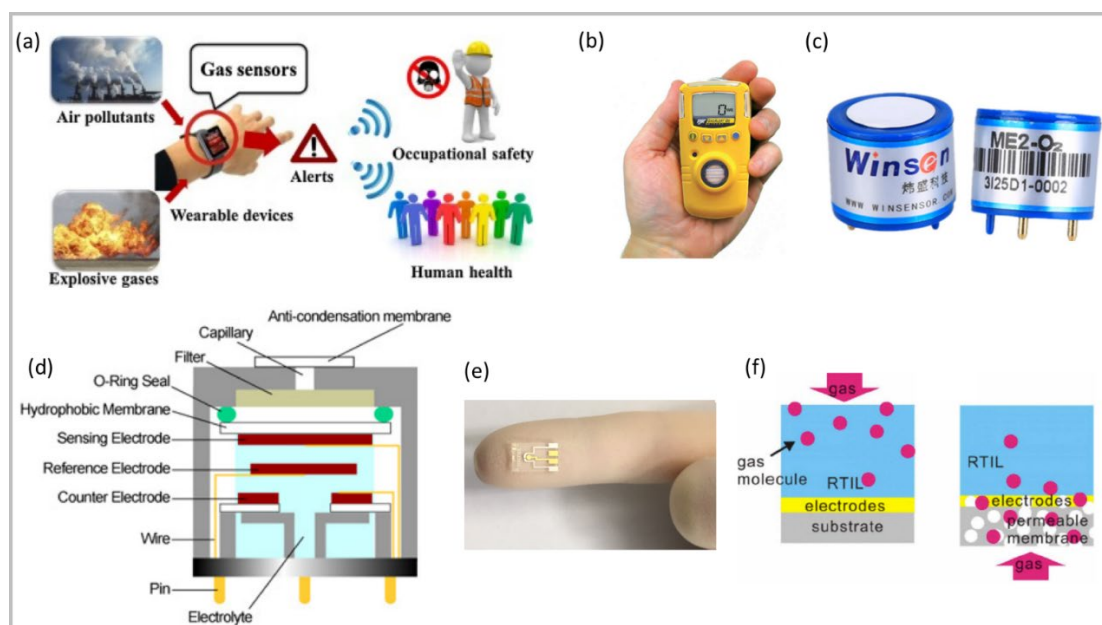 (a)
Gas sensors
Air pollutants
Wearable devices
Explosive gases
Alerts
Occupational safety
Human health
(b)
(c)
Winsen
炜盛科技
WWW.WINSENSOR.COM
ME2-O₂
3I25D1-0002
(d)
Anti-condensation membrane
Capillary
Filter
O-Ring Seal
Hydrophobic Membrane
Sensing Electrode
Reference Electrode
Counter Electrode
Wire
Pin
Electrolyte
(e)
(f)
gas
gas
molecule
RTIL
electrodes
substrate
RTIL
electrodes
permeable
membrane
gas